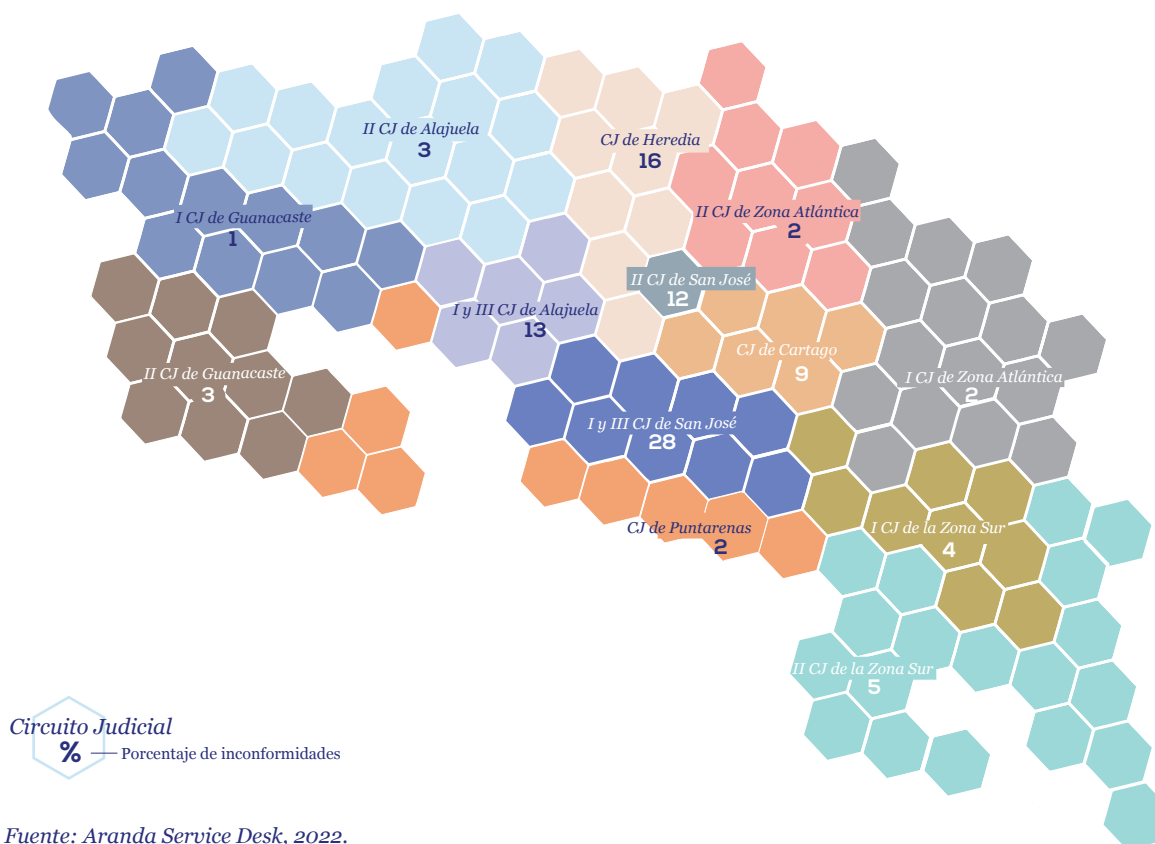 II CJ de Alajuela
3
CJ de Heredia
16
I CJ de Guanacaste
1
II CJ de Zona Atlántica
2
II CJ de San José
12
I y III CJ de Alajuela
13
CJ de Cartago
9
II CJ de Guanacaste
3
I CJ de Zona Atlántica
2
I y III CJ de San José
28
CJ de Puntarenas
2
I CJ de la Zona Sur
4
II CJ de la Zona Sur
5
Circuito Judicial
% Porcentaje de inconformidades
Fuente: Aranda Service Desk, 2022.